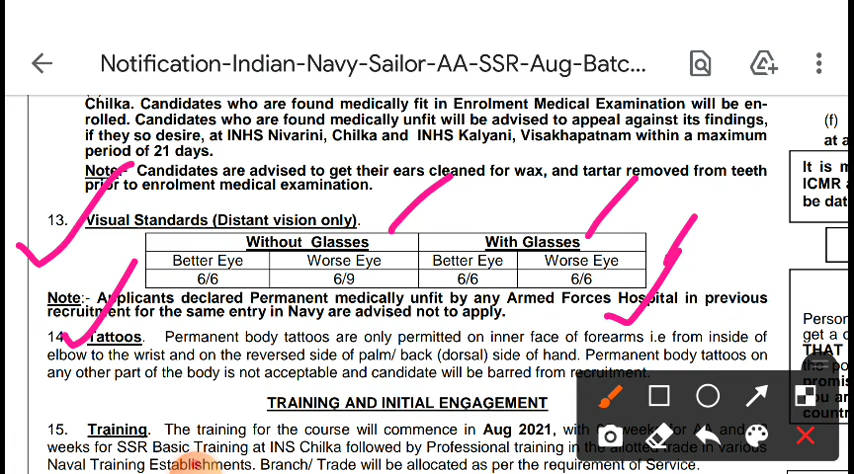 Notification-Indian-Navy-Sailor-AA-SSR-Aug-Batc...
Chilka. Candidates who are found medically fit in Enrolment Medical Examination will be en-
rolled. Candidates who are found medically unfit will be advised to appeal against its findings,
if they so desire, at INHS Nivarini, Chilka and INHS Kalyani, Visakhapatnam within a maximum
period of 21 days.
Note:- Candidates are advised to get their ears cleaned for wax, and tartar removed from teeth
prior to enrolment medical examination.
13. Visual Standards (Distant vision only).
Without Glasses With Glasses
Better Eye Worse Eye Better Eye Worse Eye
6/6 6/9 6/6 6/6
Note:- Applicants declared Permanent medically unfit by any Armed Forces Hospital in previous
recruitment for the same entry in Navy are advised not to apply.
14. Tattoos. Permanent body tattoos are only permitted on inner face of forearms i.e from inside of
elbow to the wrist and on the reversed side of palm/ back (dorsal) side of hand. Permanent body tattoos on
any other part of the body is not acceptable and candidate will be barred from recruitment.
TRAINING AND INITIAL ENGAGEMENT
15. Training. The training for the course will commence in Aug 2021, with weeks for AA and
weeks for SSR Basic Training at INS Chilka followed by Professional training in the allotted trade in various
Naval Training Establishments. Branch/ Trade will be allocated as per the requirement of Service.
(f)
at a
It is
ICMR
be dat
Person
get a
THAT
the
promis
countr